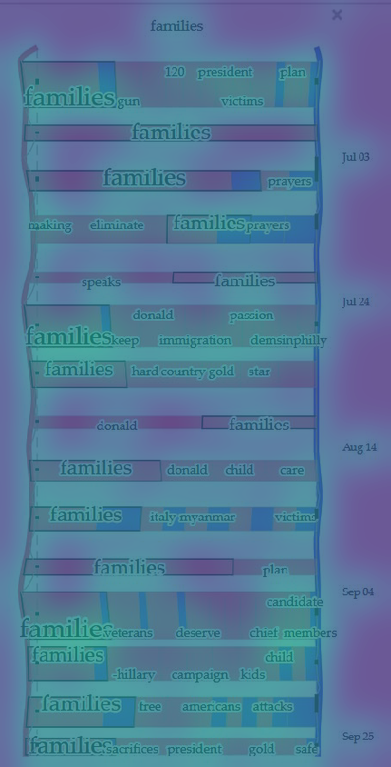 families
120 president plan
families gun victims
families
Jul 03
families prayers
making eliminate families prayers
speaks families
Jul 24
donald passion
families keep immigration demsinphilly
families hard country gold star
donald families
Aug 14
families donald child care
families italy myanmar victims
families plan
Sep 04
candidate
families veterans deserve chief members
families child
-hillary campaign kids
families tree americans attacks
Sep 25
families sacrifices president gold safe